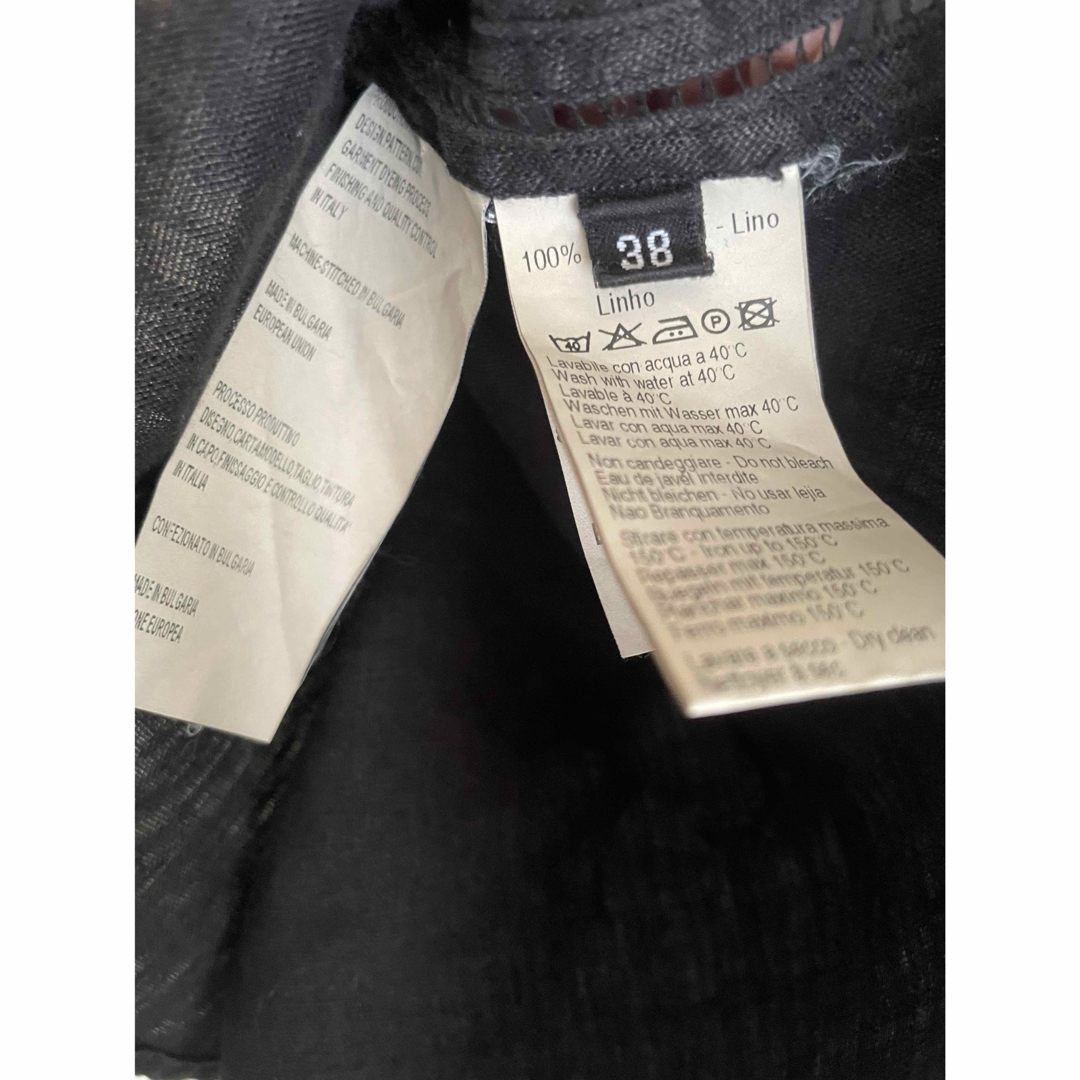 DESIGN, PATTERN,
GARMENT DYEING PROCESS
FINISHING AND QUALITY CONTROL
IN ITALY
MACHINE-STITCHED IN BULGARIA
MADE IN BULGARIA
EUROPEAN UNION
PROCESSO PRODUTTIVO
DISEGNO, CARTAMODELLO, TAGLIO, TINTURA
IN CAPO, FINISSAGGIO E CONTROLLO QUALITA'
IN ITALIA
CONFEZIONATO IN BULGARIA
MADE IN BULGARIA
ONE EUROPEA
100%
38
- Lino
Linho
40
P
Lavabile con acqua a 40°C
Wash with water at 40°C
Lavable à 40°C
Waschen mit Wasser max 40°C
Lavar con aqua max 40°C
Lavar con aqua max 40°C
Non candeggiare - Do not bleach
Eau de javel interdite
Nicht bleichen - No usar lejia
Nao Branquamento
Stirare con temperatura massima
150°C - Iron up to 150°C
Repasser max 150°C
Buegeln mit temperatur 150°C
Planchar maximo 150°C
Ferro maximo 150°C
Lavare a secco - Dry clean
Nettoyer à sec